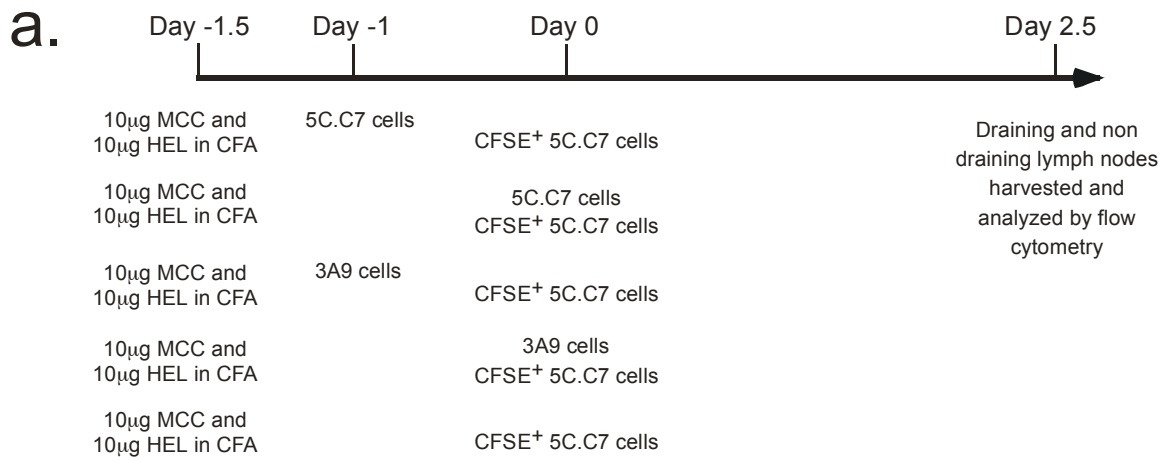 a.
Day -1.5 Day -1 Day 0 Day 2.5
10μg MCC and
10μg HEL in CFA
5C.C7 cells
CFSE+ 5C.C7 cells
10μg MCC and
10μg HEL in CFA
5C.C7 cells
CFSE+ 5C.C7 cells
10μg MCC and
10μg HEL in CFA
3A9 cells
CFSE+ 5C.C7 cells
10μg MCC and
10μg HEL in CFA
3A9 cells
CFSE+ 5C.C7 cells
10μg MCC and
10μg HEL in CFA
CFSE+ 5C.C7 cells
Draining and non
draining lymph nodes
harvested and
analyzed by flow
cytometry